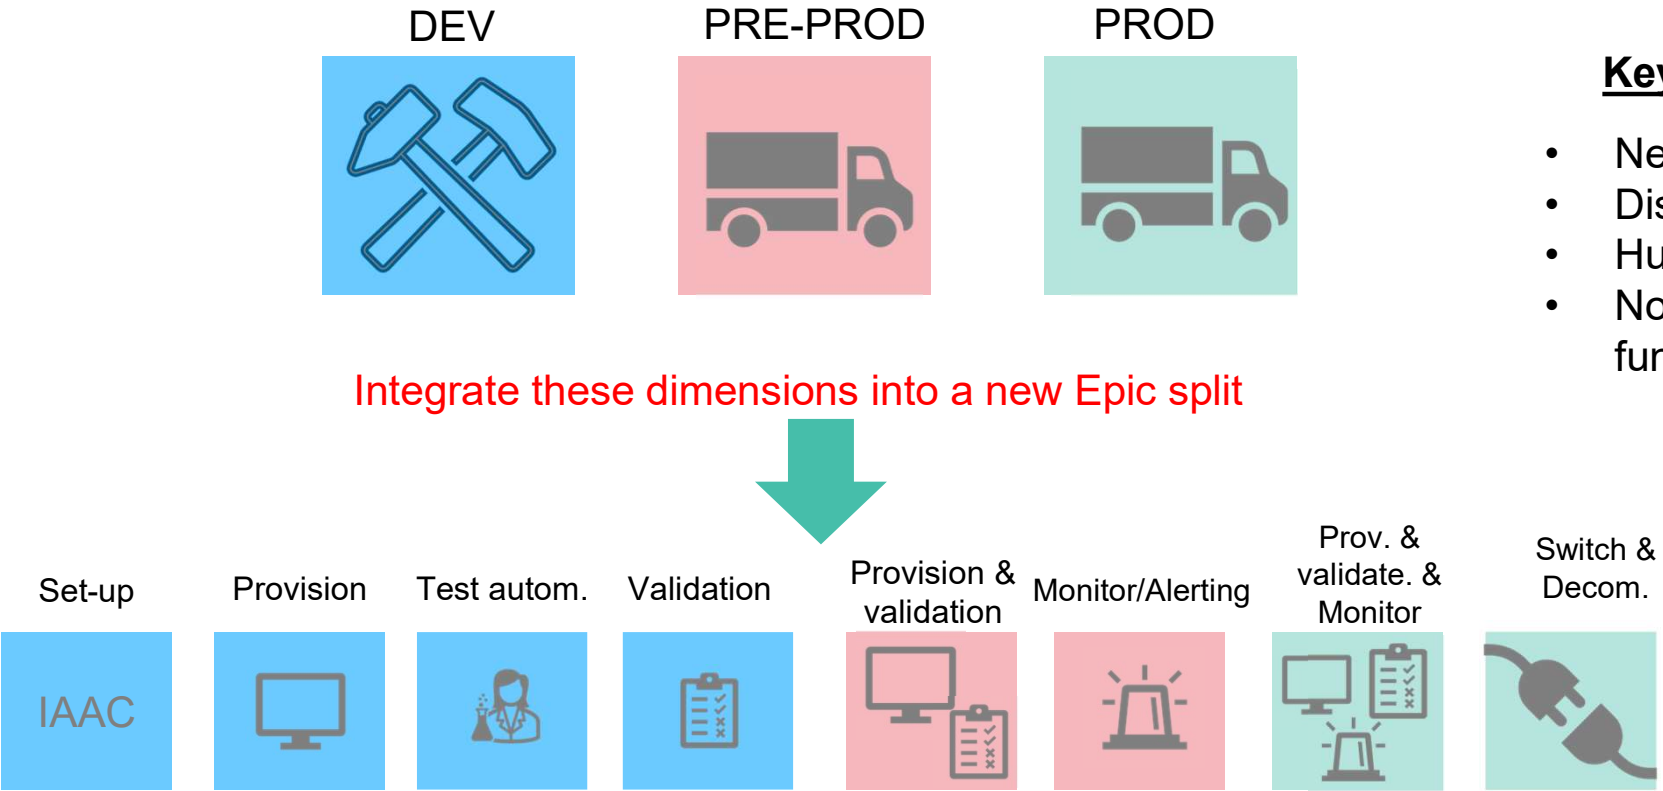 DEV
PRE-PROD
PROD
Integrate these dimensions into a new Epic split
Set-up
Provision
Test autom.
Validation
Provision &
validation
Monitor/Alerting
Prov. &
validate. &
Monitor
Switch &
Decom.
IAAC